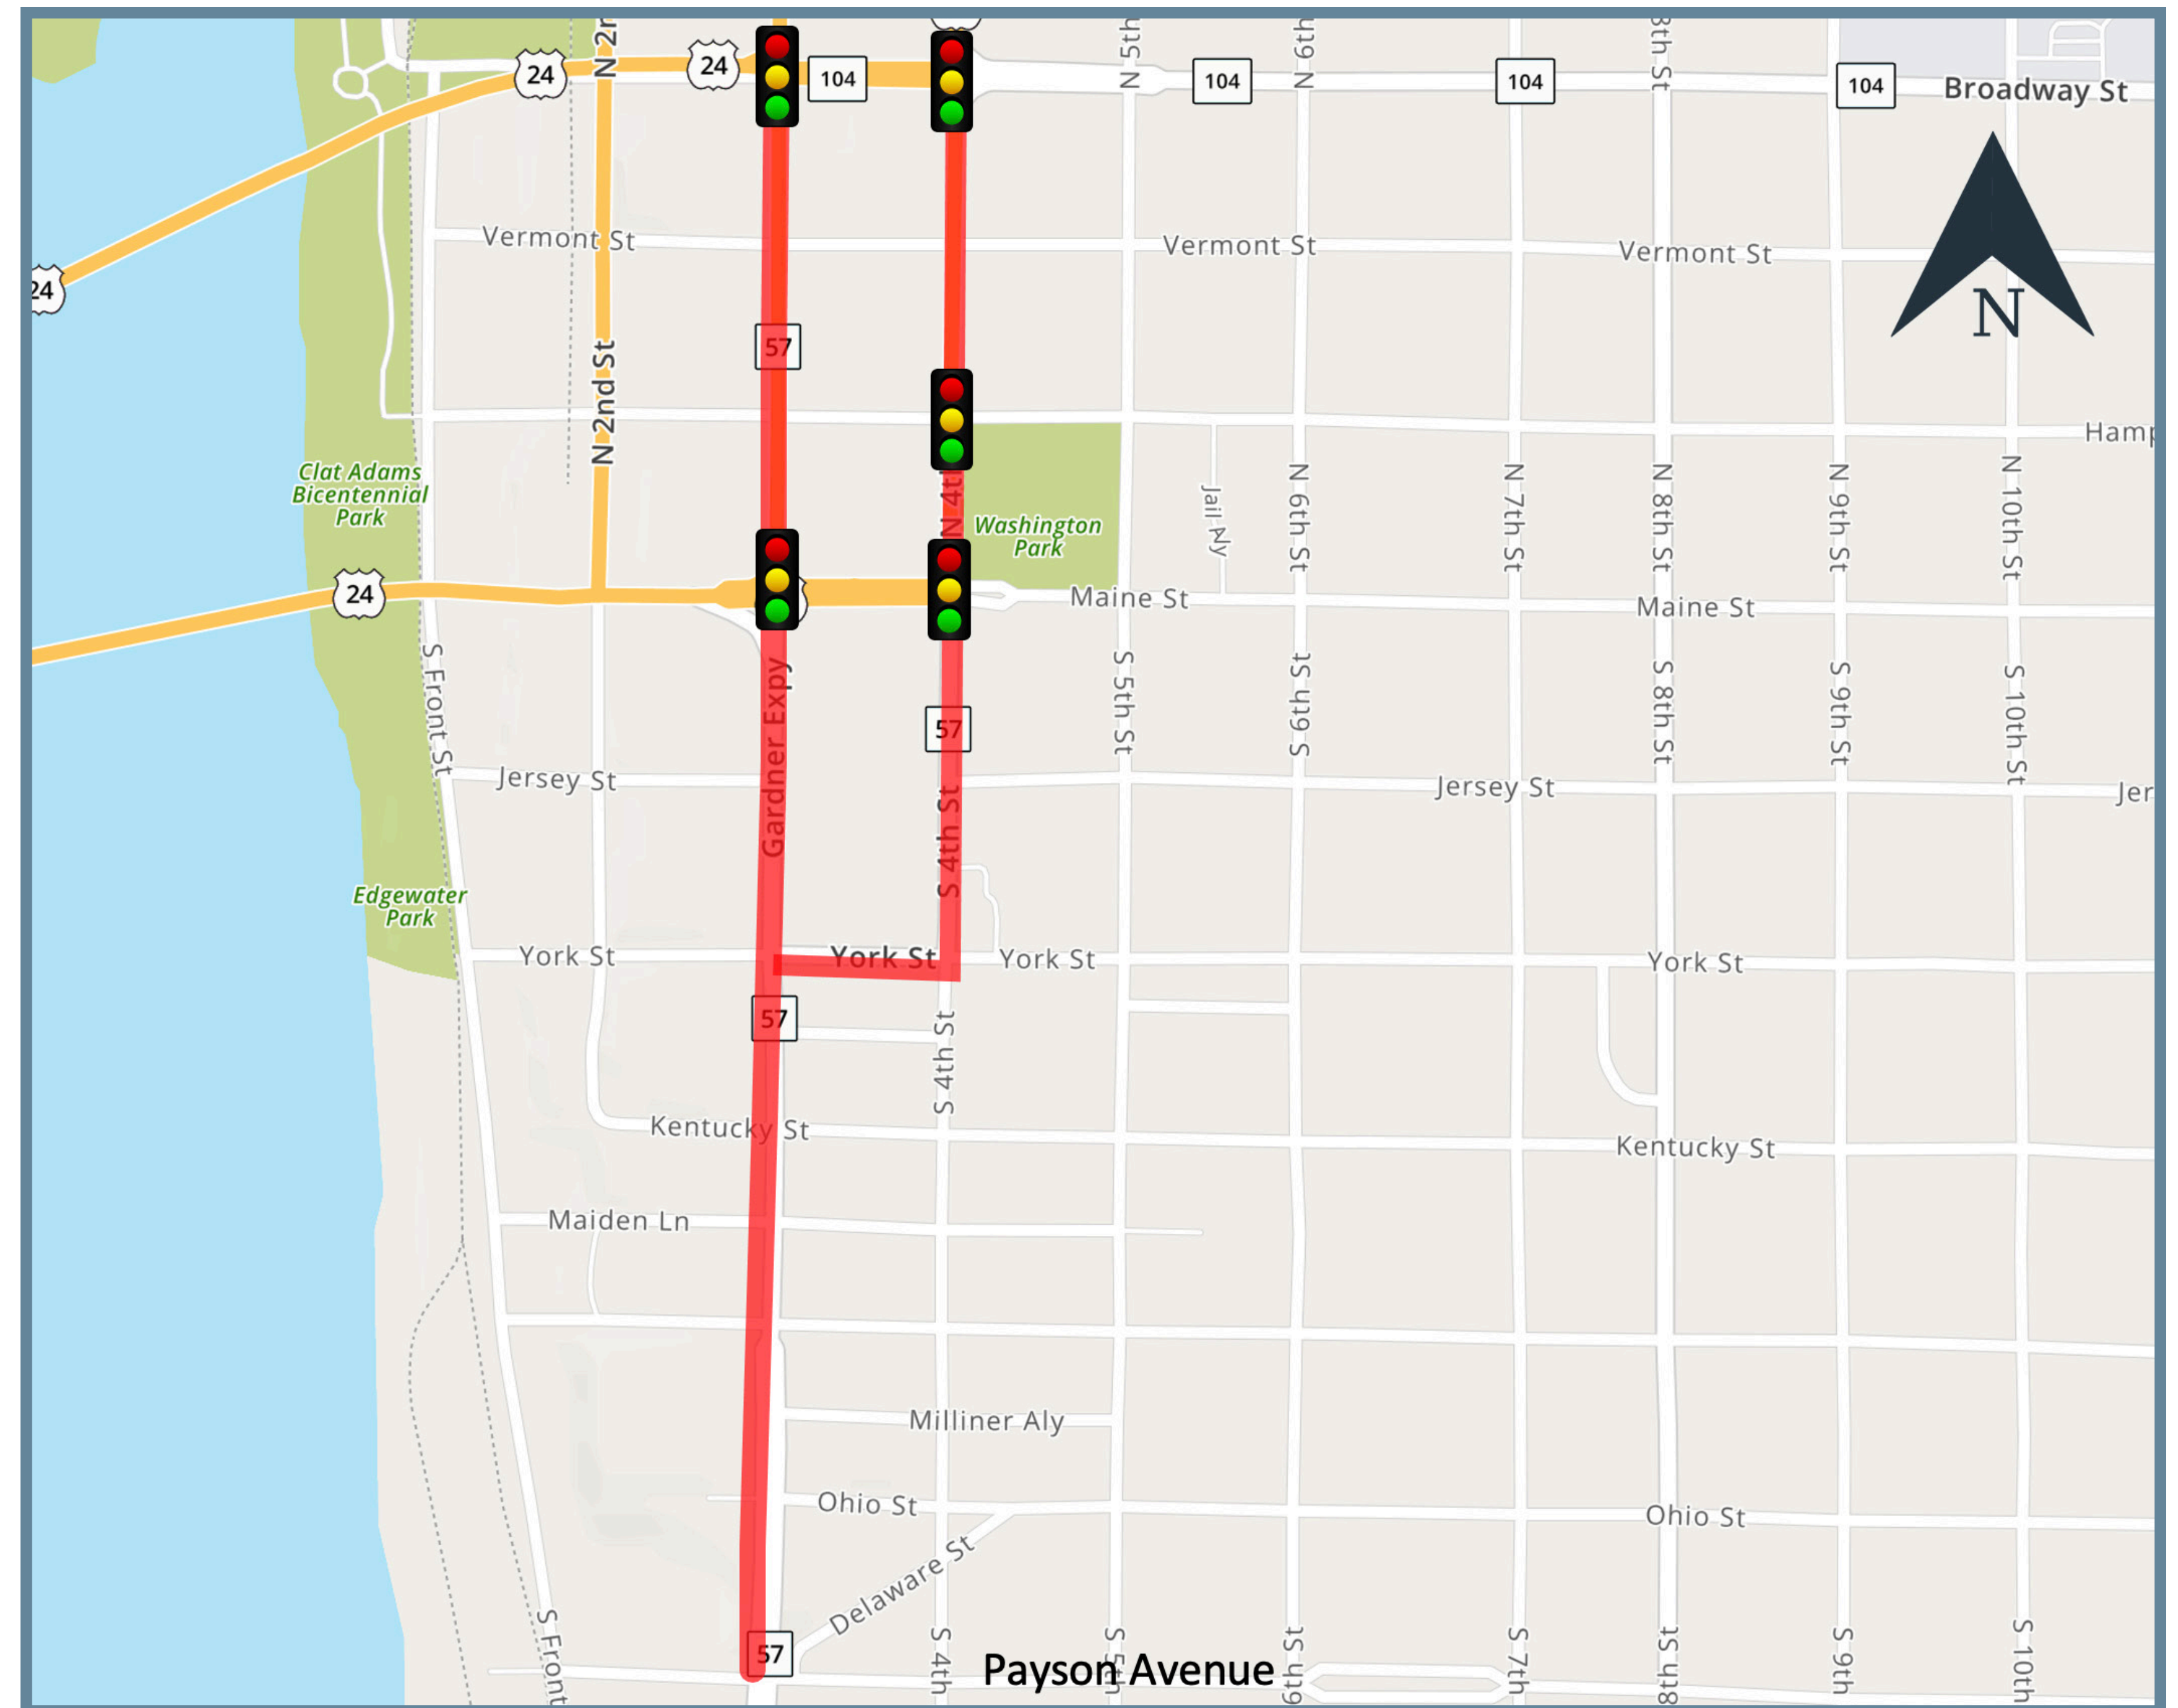 N 2n
N 5th
N 6th
8th St
24
24
104
104
104
104
Broadway St
N
Vermont St
Vermont St
Vermont St
24
57
N 2nd St
Hamp
Clat Adams
Bicentennial
Park
N 4t
Washington
Park
Jail Aly
N 6th St
N 7th St
N 8th St
N 9th St
N 10th St
24
Maine St
Maine St
S Front St
Gardner Expy
57
S 5th St
S 6th St
S 8th St
S 9th St
S 10th St
Jersey St
Jersey St
Jer
S 4th St
Edgewater
Park
York St
York St
York St
York St
57
S 4th St
Kentucky St
Kentucky St
Maiden Ln
Milliner Aly
Ohio St
Ohio St
Delaware St
S Front
57
S 4th
S 5th
Payson Avenue
6th St
S 7th
8th St
S 9th
S 10th